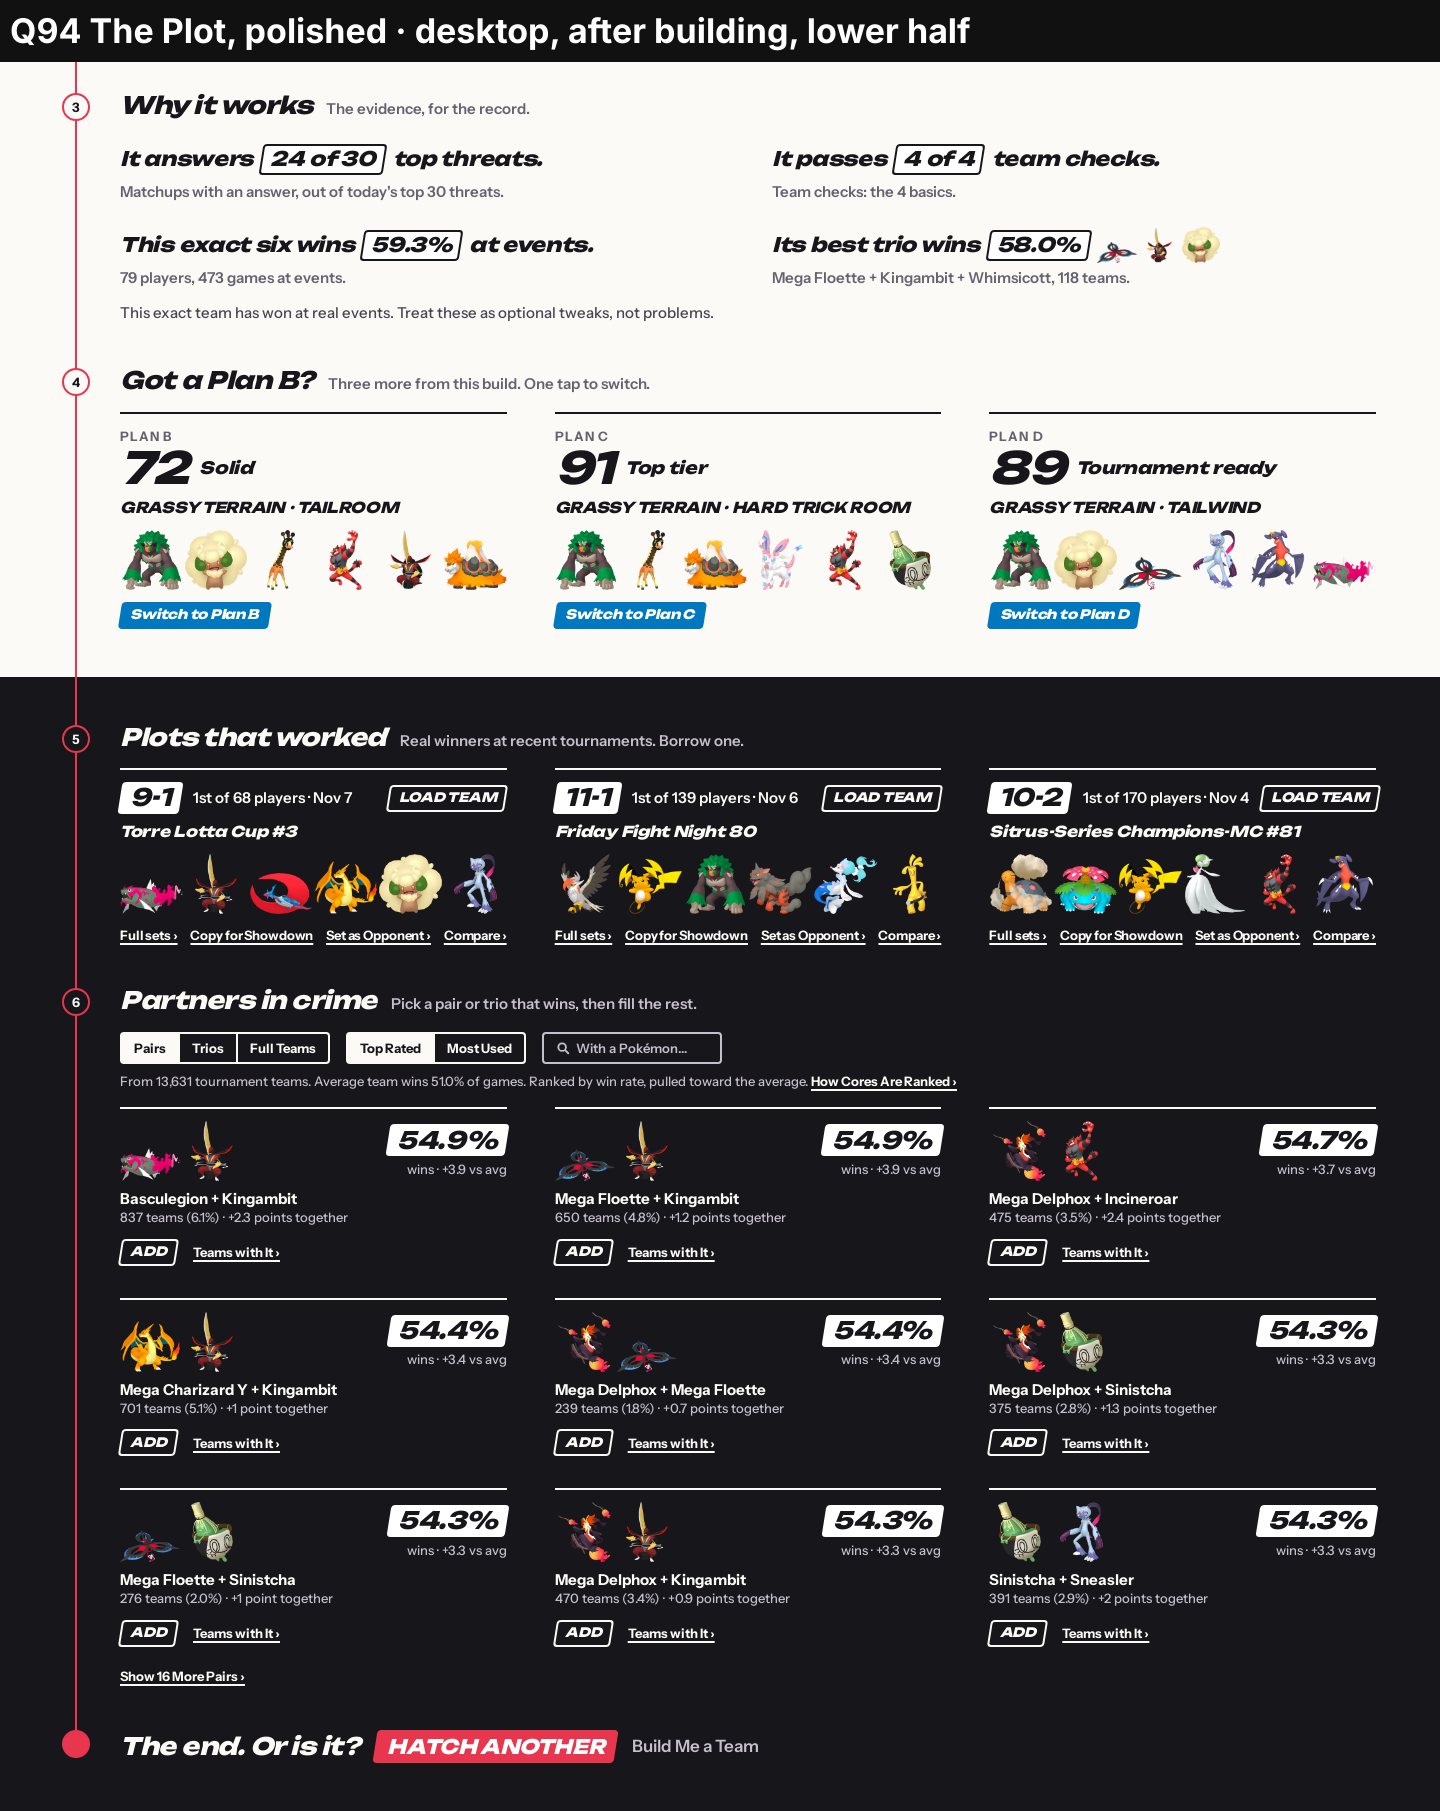 Q94 The Plot, polished · desktop, after building, lower half
3
Why it works The evidence, for the record.
It answers 24 of 30 top threats.
Matchups with an answer, out of today's top 30 threats.
It passes 4 of 4 team checks.
Team checks: the 4 basics.
This exact six wins 59.3% at events.
79 players, 473 games at events.
Its best trio wins 58.0%
Mega Floette + Kingambit + Whimsicott, 118 teams.
This exact team has won at real events. Treat these as optional tweaks, not problems.
4
Got a Plan B? Three more from this build. One tap to switch.
PLAN B
72 Solid
GRASSY TERRAIN · TAILROOM
Switch to Plan B
PLAN C
91 Top tier
GRASSY TERRAIN · HARD TRICK ROOM
Switch to Plan C
PLAN D
89 Tournament ready
GRASSY TERRAIN · TAILWIND
Switch to Plan D
5
Plots that worked Real winners at recent tournaments. Borrow one.
9-1 1st of 68 players · Nov 7 LOAD TEAM
Torre Lotta Cup #3
Full sets › Copy for Showdown Set as Opponent › Compare ›
11-1 1st of 139 players · Nov 6 LOAD TEAM
Friday Fight Night 80
Full sets › Copy for Showdown Set as Opponent › Compare ›
10-2 1st of 170 players · Nov 4 LOAD TEAM
Sitrus-Series Champions-MC #81
Full sets › Copy for Showdown Set as Opponent › Compare ›
6
Partners in crime Pick a pair or trio that wins, then fill the rest.
Pairs Trios Full Teams Top Rated Most Used With a Pokémon...
From 13,631 tournament teams. Average team wins 51.0% of games. Ranked by win rate, pulled toward the average. How Cores Are Ranked ›
54.9%
wins · +3.9 vs avg
Basculegion + Kingambit
837 teams (6.1%) · +2.3 points together
ADD Teams with It ›
54.9%
wins · +3.9 vs avg
Mega Floette + Kingambit
650 teams (4.8%) · +1.2 points together
ADD Teams with It ›
54.7%
wins · +3.7 vs avg
Mega Delphox + Incineroar
475 teams (3.5%) · +2.4 points together
ADD Teams with It ›
54.4%
wins · +3.4 vs avg
Mega Charizard Y + Kingambit
701 teams (5.1%) · +1 point together
ADD Teams with It ›
54.4%
wins · +3.4 vs avg
Mega Delphox + Mega Floette
239 teams (1.8%) · +0.7 points together
ADD Teams with It ›
54.3%
wins · +3.3 vs avg
Mega Delphox + Sinistcha
375 teams (2.8%) · +1.3 points together
ADD Teams with It ›
54.3%
wins · +3.3 vs avg
Mega Floette + Sinistcha
276 teams (2.0%) · +1 point together
ADD Teams with It ›
54.3%
wins · +3.3 vs avg
Mega Delphox + Kingambit
470 teams (3.4%) · +0.9 points together
ADD Teams with It ›
54.3%
wins · +3.3 vs avg
Sinistcha + Sneasler
391 teams (2.9%) · +2 points together
ADD Teams with It ›
Show 16 More Pairs ›
The end. Or is it? HATCH ANOTHER Build Me a Team